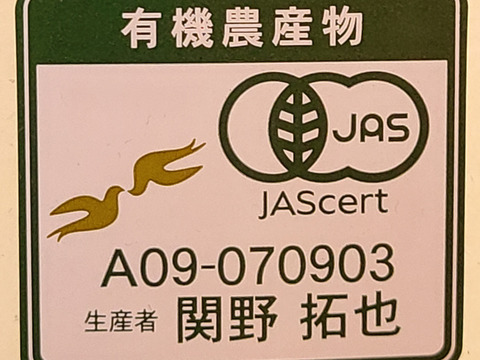 有機農産物
JAS
JAScert
A09-070903
生産者 関野 拓也